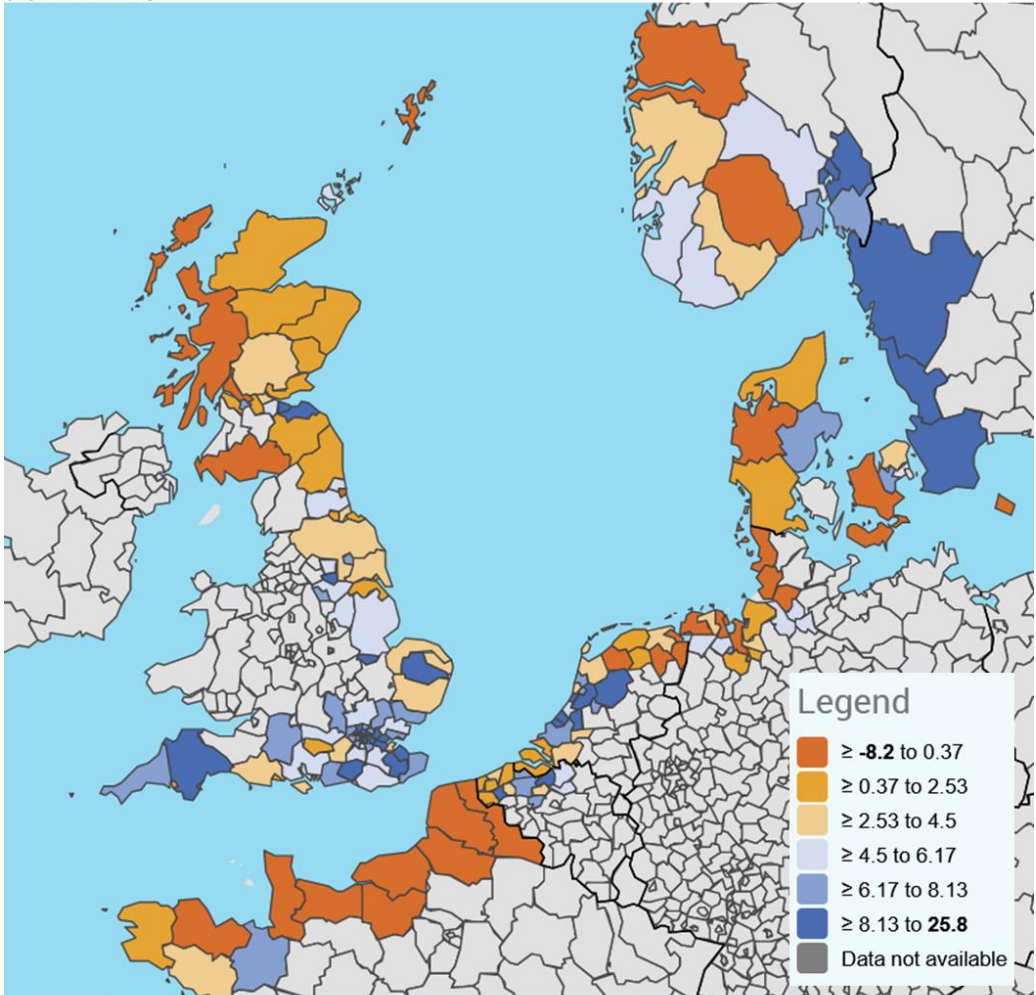 Legend
≥ -8.2 to 0.37
≥ 0.37 to 2.53
≥ 2.53 to 4.5
≥ 4.5 to 6.17
≥ 6.17 to 8.13
≥ 8.13 to 25.8
Data not available